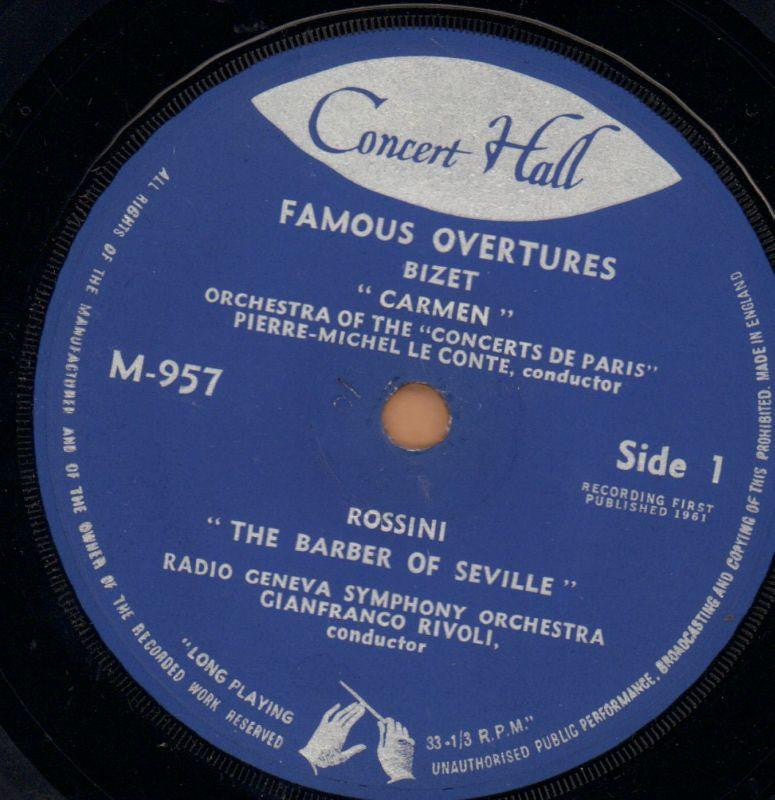 Concert Hall
FAMOUS OVERTURES
BIZET
“ CARMEN ”
ORCHESTRA OF THE “CONCERTS DE PARIS”
PIERRE-MICHEL LE CONTE, conductor
M-957
Side 1
RECORDING FIRST
PUBLISHED 1961
ROSSINI
“ THE BARBER OF SEVILLE ”
RADIO GENEVA SYMPHONY ORCHESTRA
GIANFRANCO RIVOLI,
conductor
“LONG PLAYING
33-1/3 R.P.M.”
ALL RIGHTS OF THE MANUFACTURER AND OF THE OWNER OF THE RECORDED WORK RESERVED
UNAUTHORISED PUBLIC PERFORMANCE, BROADCASTING AND COPYING OF THIS PROHIBITED. MADE IN ENGLAND